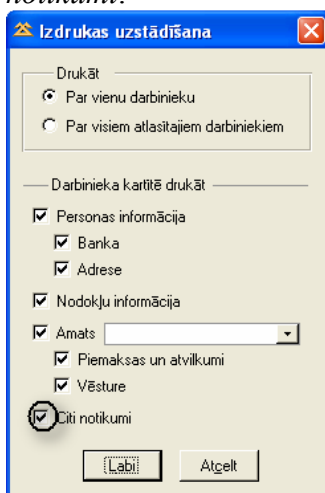 notikumi.
Izdrukas uzstādīšana
Drukāt
Par vienu darbinieku
Par visiem atlasītajiem darbiniekiem
Darbinieka kartītē drukāt
Personas informācija
Banka
Adrese
Nodokļu informācija
Amats
Piemaksas un atvilkumi
Vēsture
Citi notikumi
Labi
Atcelt